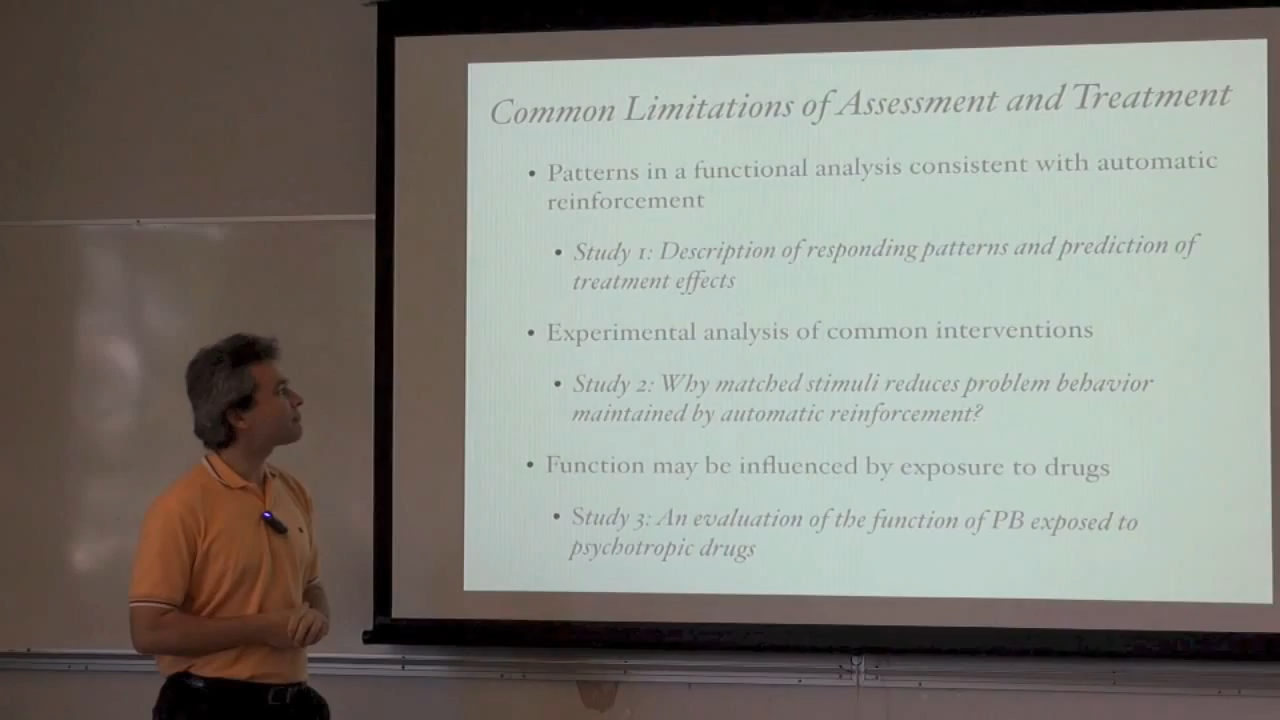 Common Limitations of Assessment and Treatment
• Patterns in a functional analysis consistent with automatic
reinforcement
• Study 1: Description of responding patterns and prediction of
treatment effects
• Experimental analysis of common interventions
• Study 2: Why matched stimuli reduces problem behavior
maintained by automatic reinforcement?
• Function may be influenced by exposure to drugs
• Study 3: An evaluation of the function of PB exposed to
psychotropic drugs